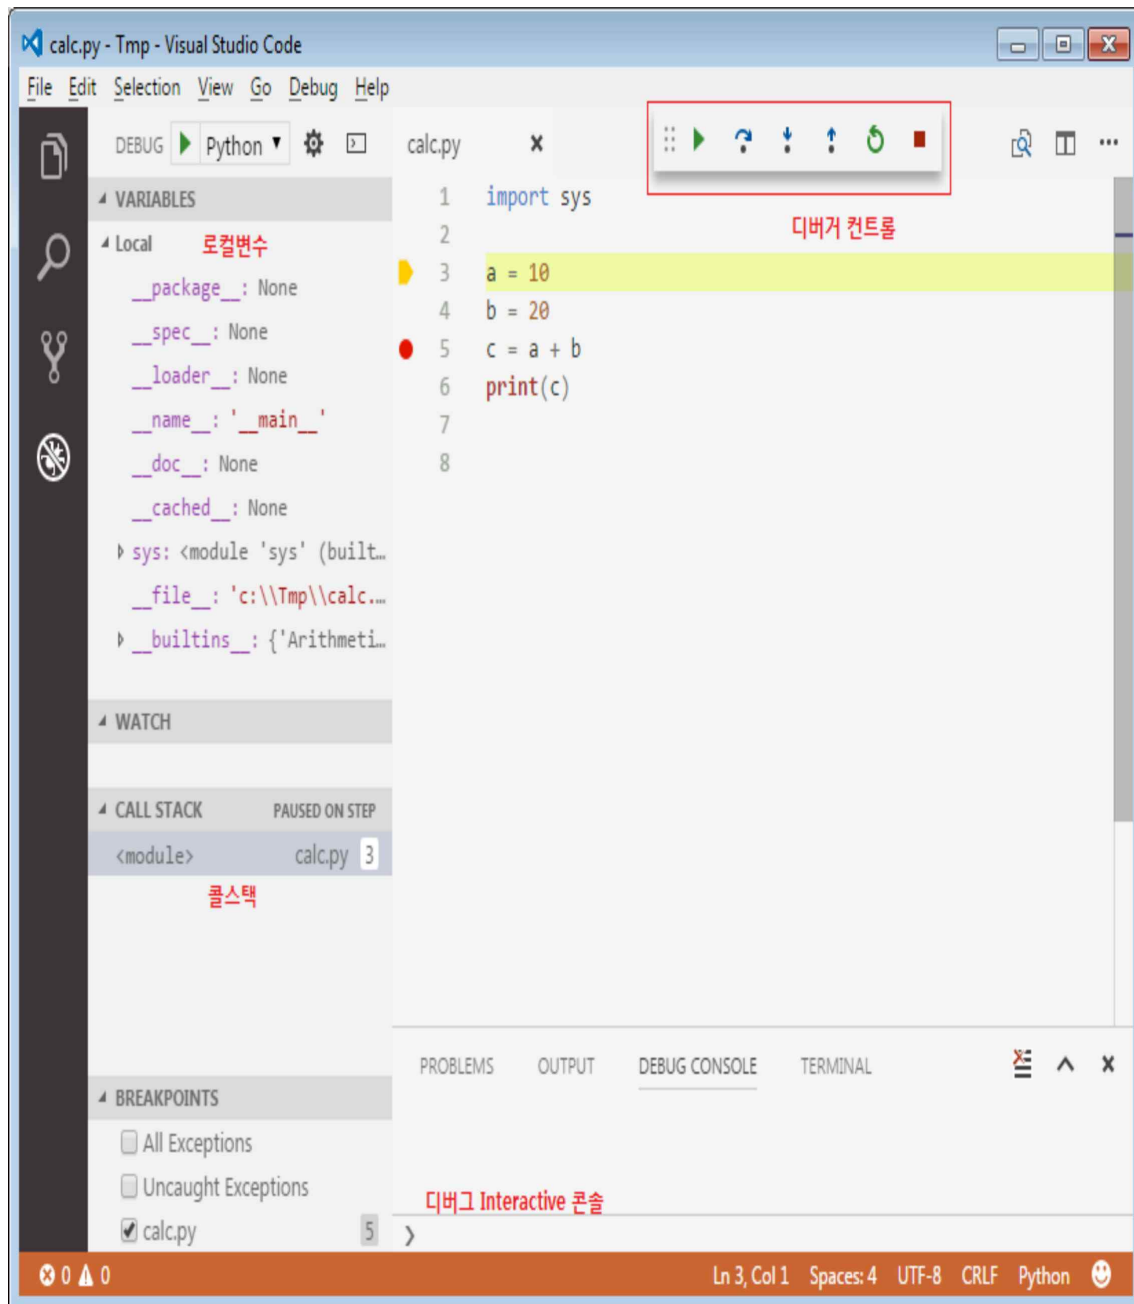 calc.py - Tmp - Visual Studio Code
File Edit Selection View Go Debug Help
DEBUG Python
VARIABLES
Local 로컬변수
__package__: None
__spec__: None
__loader__: None
__name__: '__main__'
__doc__: None
__cached__: None
sys: <module 'sys' (built…
__file__: 'c:\\Tmp\\calc.…
__builtins__: {'Arithmeti…
WATCH
CALL STACK PAUSED ON STEP
<module> calc.py 3
콜스택
BREAKPOINTS
All Exceptions
Uncaught Exceptions
calc.py 5
calc.py
디버거 컨트롤
1 import sys
2
3 a = 10
4 b = 20
5 c = a + b
6 print(c)
7
8
PROBLEMS OUTPUT DEBUG CONSOLE TERMINAL
디버그 Interactive 콘솔
0 0 Ln 3, Col 1 Spaces: 4 UTF-8 CRLF Python